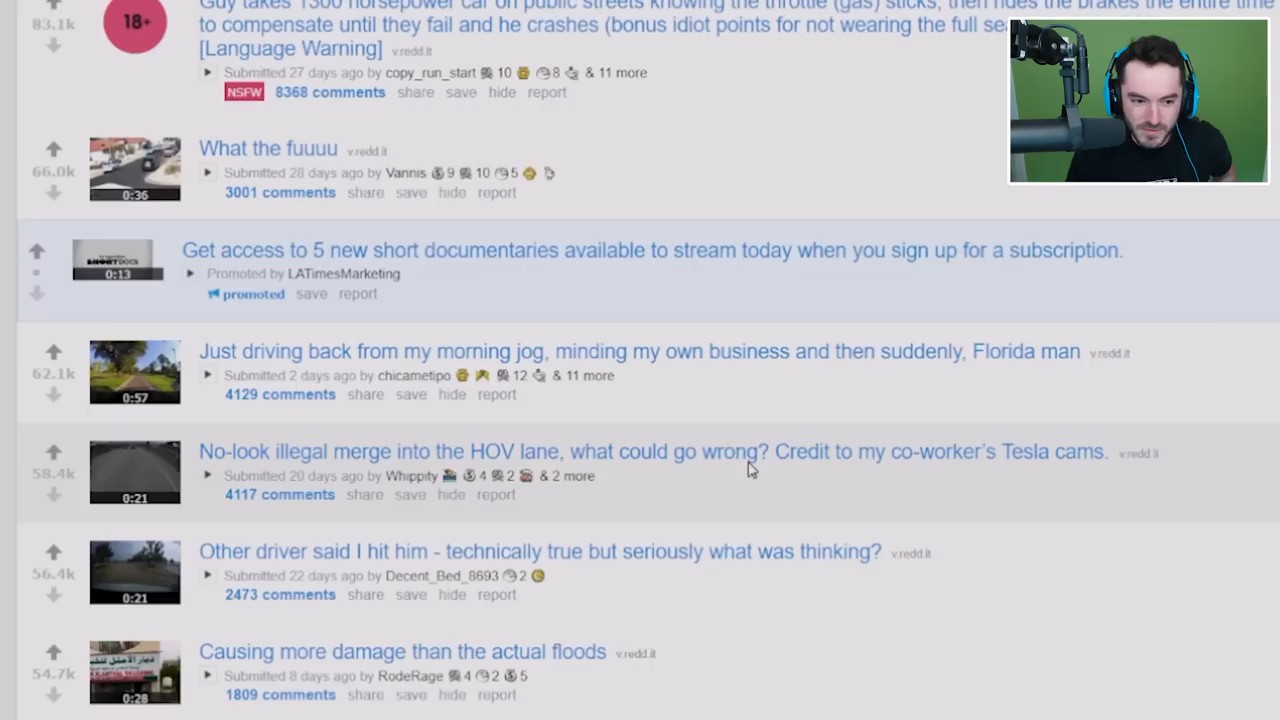 Guy takes 1300 horsepower car on public streets knowing the throttle (gas) sticks, then rides the brakes the entire time
83.1k
18+
to compensate until they fail and he crashes (bonus idiot points for not wearing the full sea
[Language Warning] v.redd.it
Submitted 27 days ago by copy_run_start 10 8 & 11 more
NSFW 8368 comments share save hide report
What the fuuuu v.redd.it
66.0k
Submitted 28 days ago by Vannis 9 10 5
0:36
3001 comments share save hide report
Get access to 5 new short documentaries available to stream today when you sign up for a subscription.
SHORT DOCS
0:13
Promoted by LATimesMarketing
promoted save report
Just driving back from my morning jog, minding my own business and then suddenly, Florida man v.redd.it
62.1k
Submitted 2 days ago by chicametipo 12 & 11 more
0:57
4129 comments share save hide report
No-look illegal merge into the HOV lane, what could go wrong? Credit to my co-worker's Tesla cams. v.redd.it
58.4k
Submitted 20 days ago by Whippity 4 2 & 2 more
0:21
4117 comments share save hide report
Other driver said I hit him - technically true but seriously what was thinking? v.redd.it
56.4k
Submitted 22 days ago by Decent_Bed_8693 2
0:21
2473 comments share save hide report
Causing more damage than the actual floods v.redd.it
54.7k
Submitted 8 days ago by RodeRage 4 2 5
0:28
1809 comments share save hide report